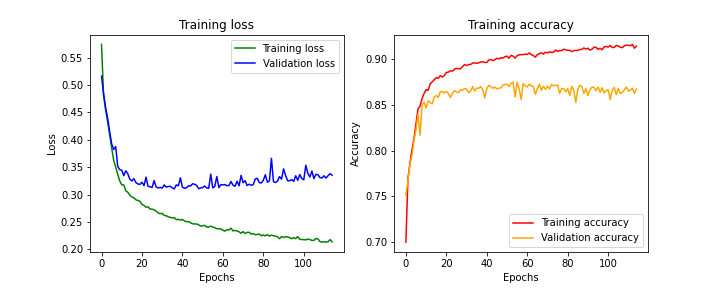 Training loss
Training loss
Validation loss
0.55
0.50
0.45
0.40
0.35
0.30
0.25
0.20
Loss
0 20 40 60 80 100
Epochs
Training accuracy
0.90
0.85
0.80
0.75
0.70
Accuracy
Training accuracy
Validation accuracy
0 20 40 60 80 100
Epochs